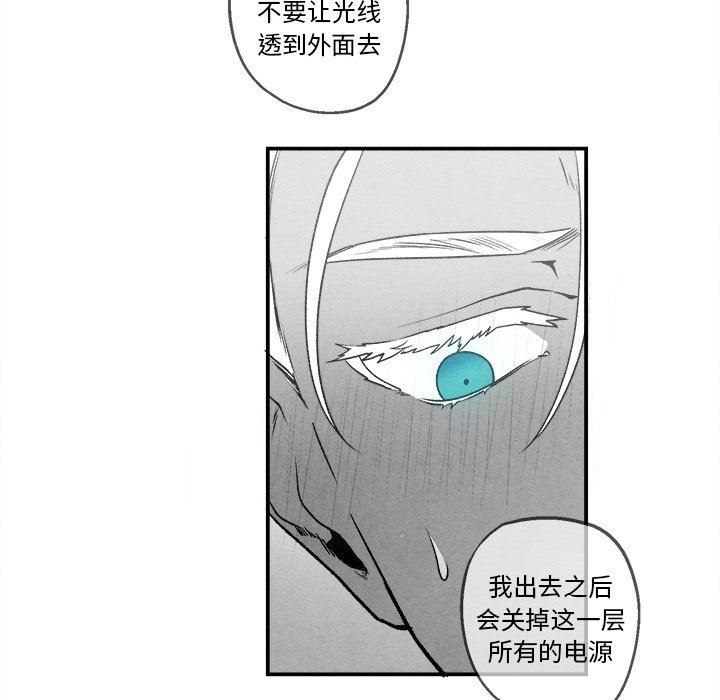 不要让光线
透到外面去
我出去之后
会关掉这一层
所有的电源